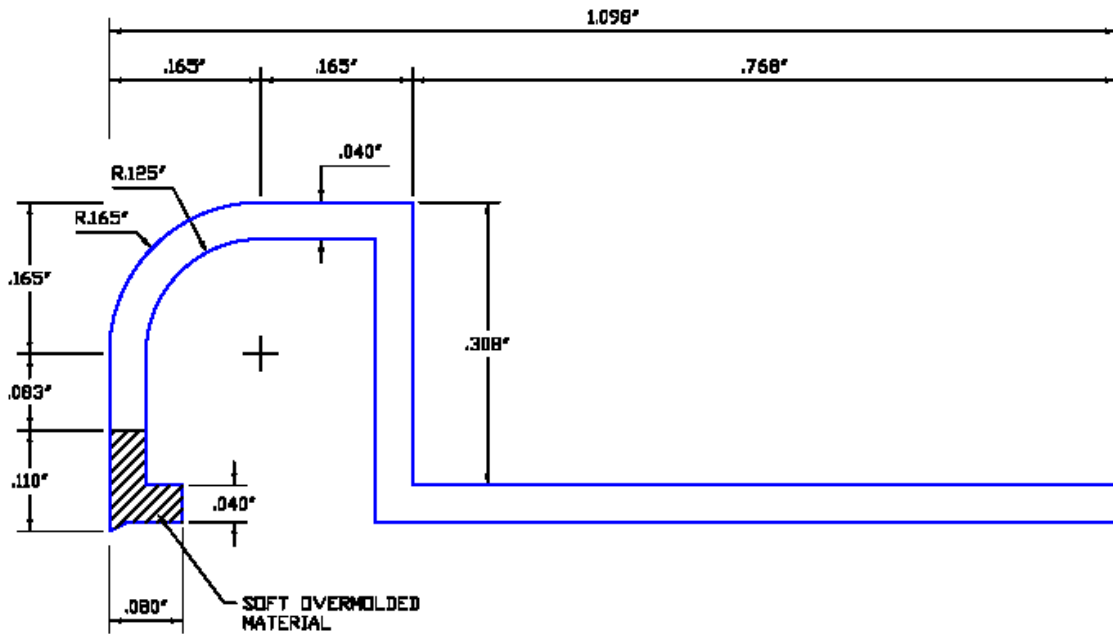 1.098"
.165"
.165"
.768"
.040"
R.125"
R.165"
.165"
.308"
.083"
.110"
.040"
.080"
SOFT OVERMOLDED
MATERIAL